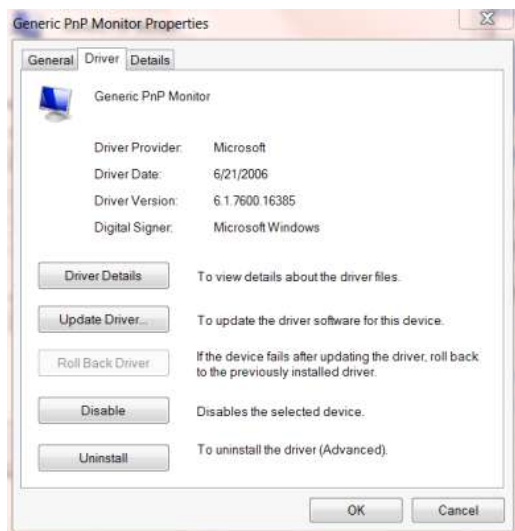 Generic PnP Monitor Properties
General Driver Details
Generic PnP Monitor
Driver Provider: Microsoft
Driver Date: 6/21/2006
Driver Version: 6.1.7600.16385
Digital Signer: Microsoft Windows
Driver Details To view details about the driver files.
Update Driver... To update the driver software for this device.
Roll Back Driver If the device fails after updating the driver, roll back
to the previously installed driver.
Disable Disables the selected device.
Uninstall To uninstall the driver (Advanced).
OK Cancel